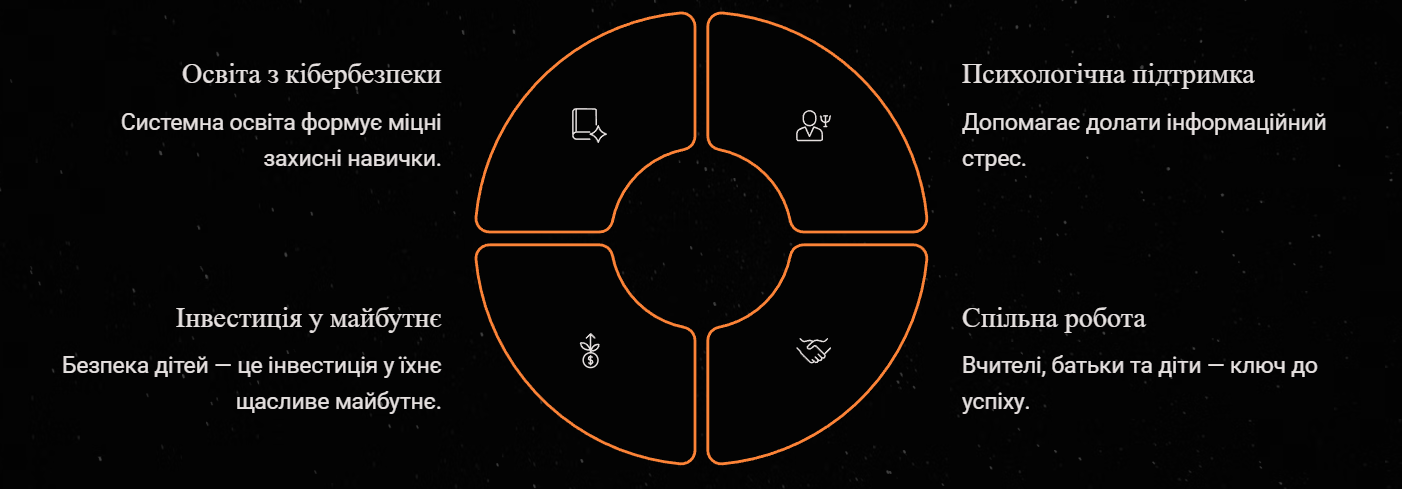 Освіта з кібербезпеки
Системна освіта формує міцні
захисні навички.
Психологічна підтримка
Допомагає долати інформаційний
стрес.
Інвестиція у майбутнє
Безпека дітей — це інвестиція у їхнє
щасливе майбутнє.
Спільна робота
Вчителі, батьки та діти — ключ до
успіху.